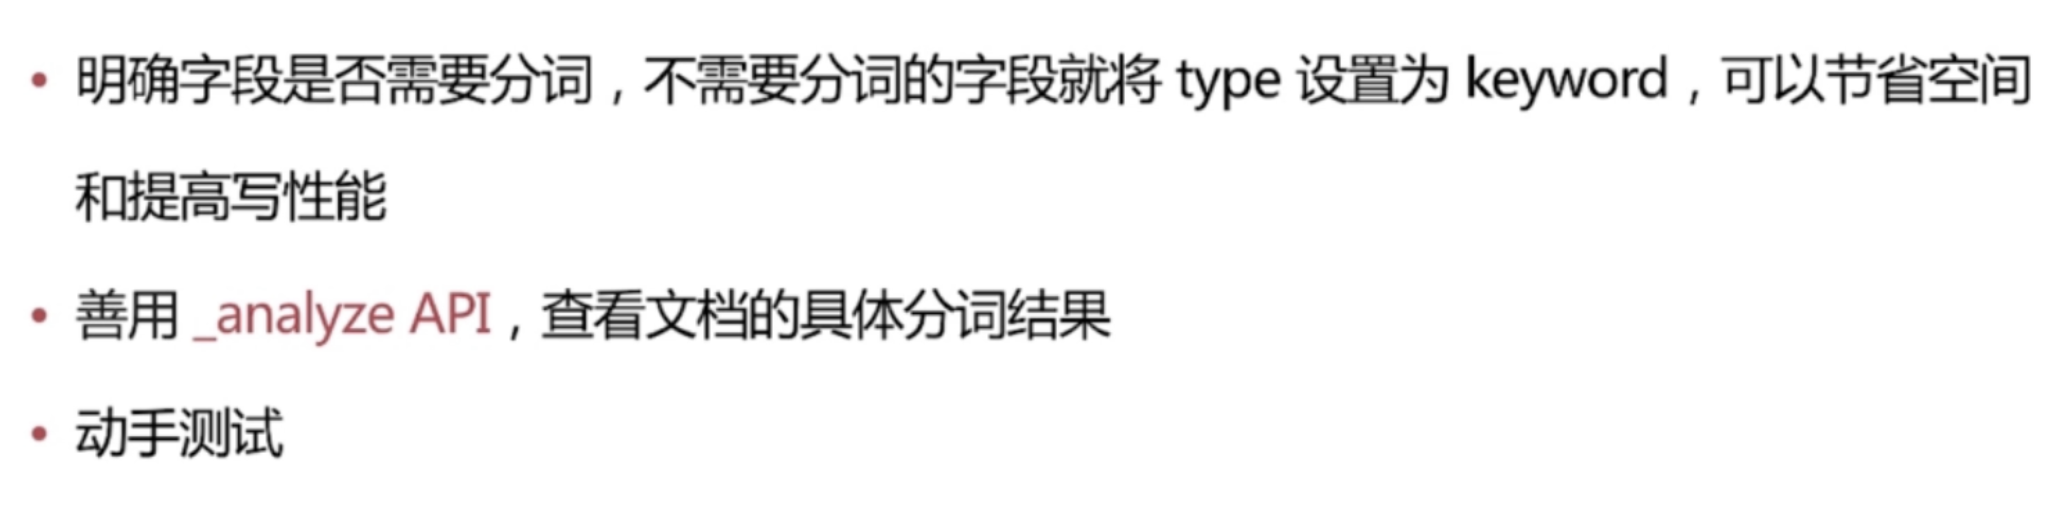 • 明确字段是否需要分词，不需要分词的字段就将 type 设置为 keyword，可以节省空间
和提高写性能
• 善用 _analyze API，查看文档的具体分词结果
• 动手测试